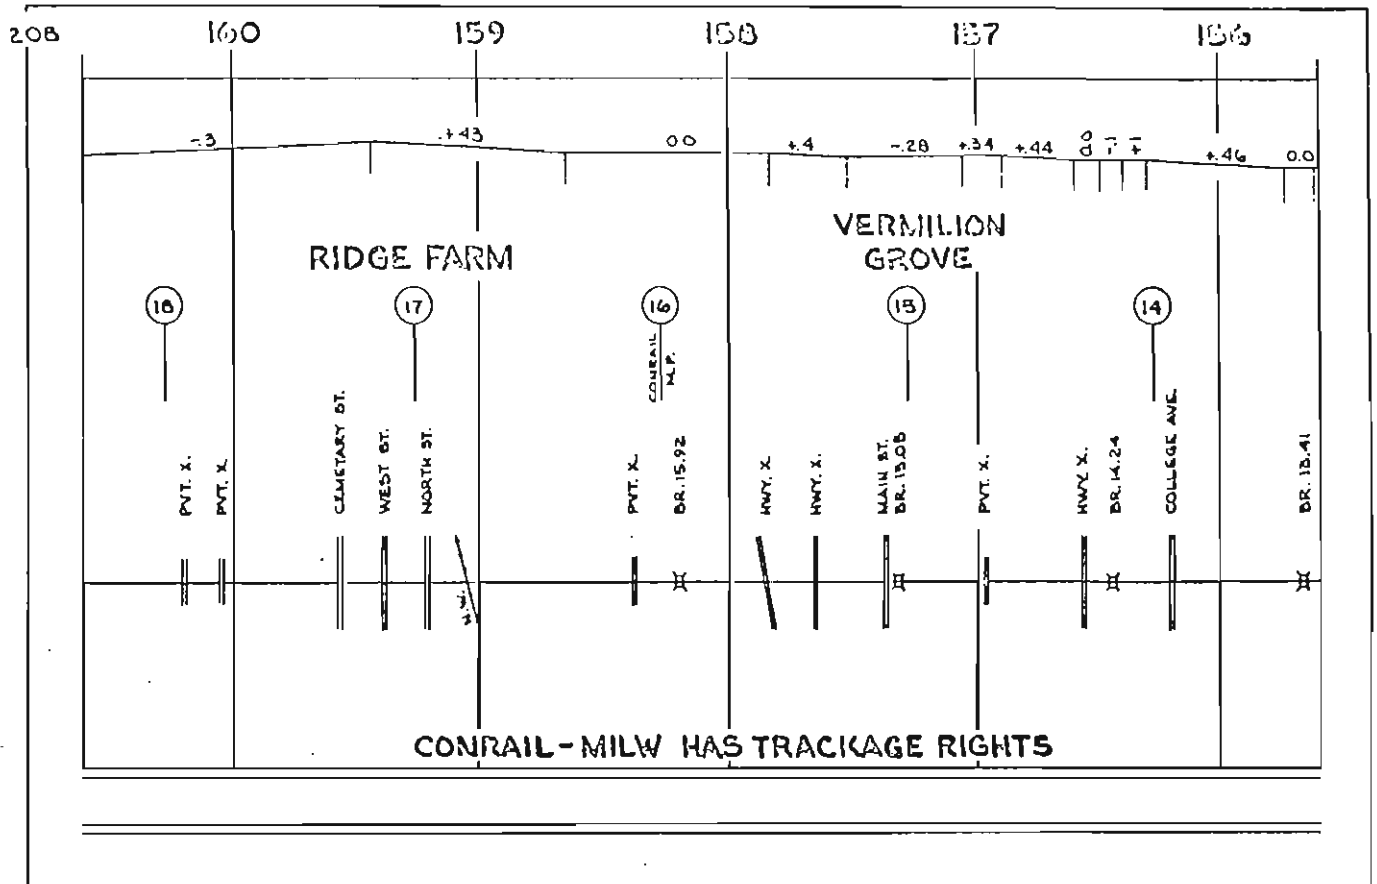 208
160
159
158
157
156
-.3
.+43
0.0
+.4
-.28
+.34
+.44
+.46
0.0
RIDGE FARM
VERMILION
GROVE
18
17
16
15
14
CONRAIL
M.P.
PVT. X.
PVT. X.
CEMETARY ST.
WEST ST.
NORTH ST.
PVT. X.
BR. 15.92
HWY. X.
HWY. X.
MAIN ST.
BR. 15.08
PVT. X.
HWY. X.
BR. 14.24
COLLEGE AVE.
BR. 13.41
CONRAIL-MILW HAS TRACKAGE RIGHTS